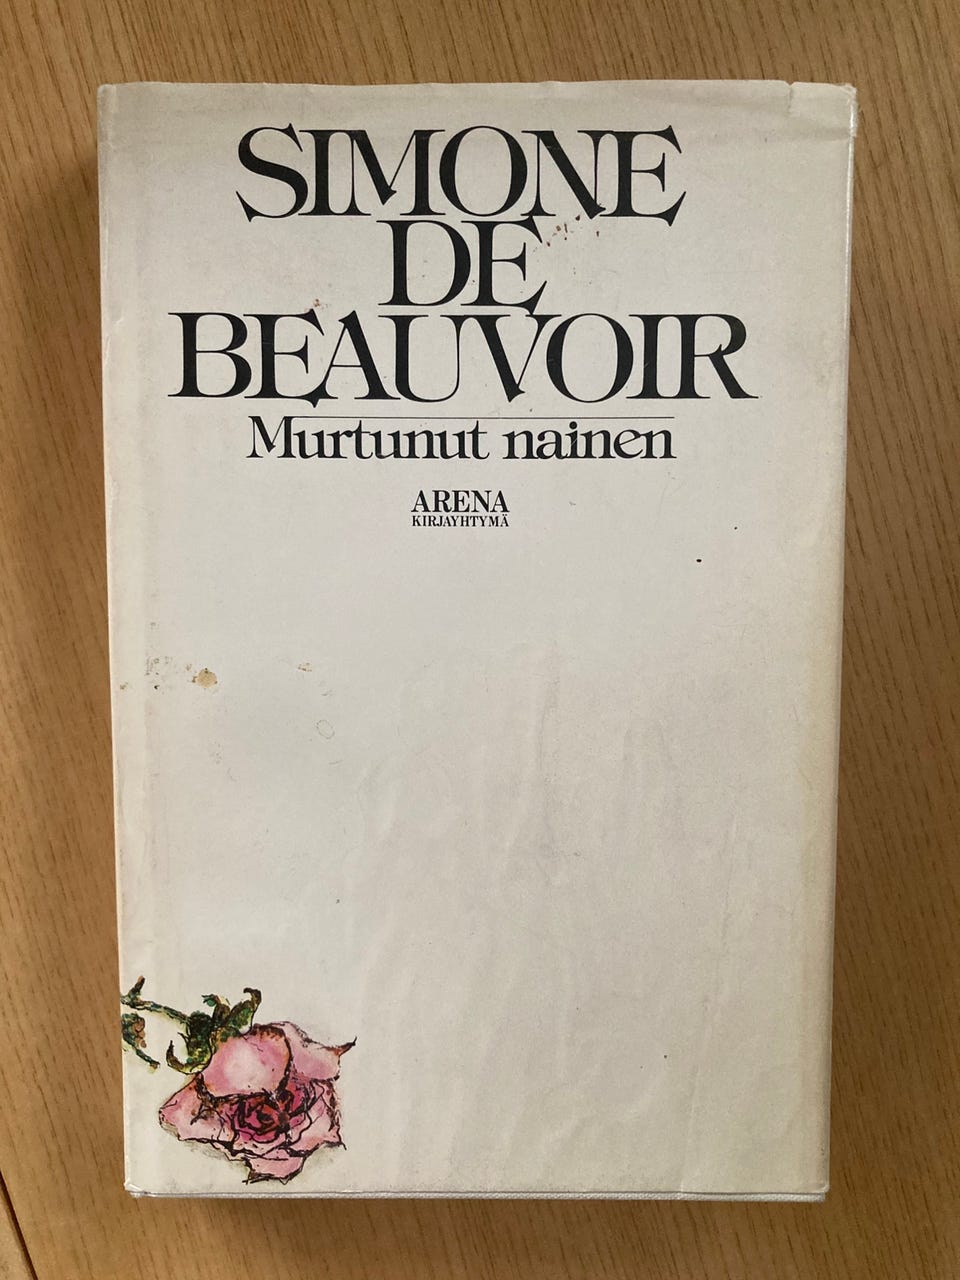 SIMONE
DE
BEAUVOIR
Murtunut nainen
ARENA
KIRJAYHTYMÄ